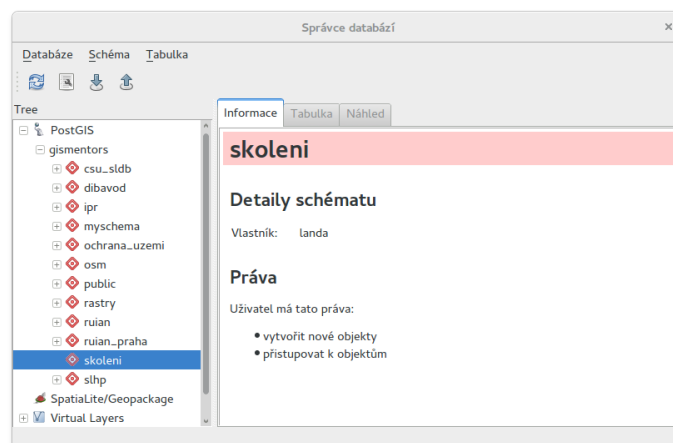 Správce databází
Databáze Schéma Tabulka
Tree
PostGIS
gismentors
csu_sldb
dibavod
ipr
myschema
ochrana_uzemi
osm
public
rastry
ruian
ruian_praha
skoleni
slhp
SpatiaLite/Geopackage
Virtual Layers
Informace Tabulka Náhled
skoleni
Detaily schématu
Vlastník: landa
Práva
Uživatel má tato práva:
vytvořit nové objekty
přistupovat k objektům